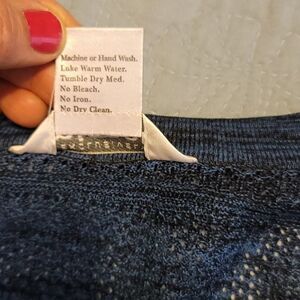 Machine or Hand Wash.
Luke Warm Water.
Tumble Dry Med.
No Bleach.
No Iron.
No Dry Clean.